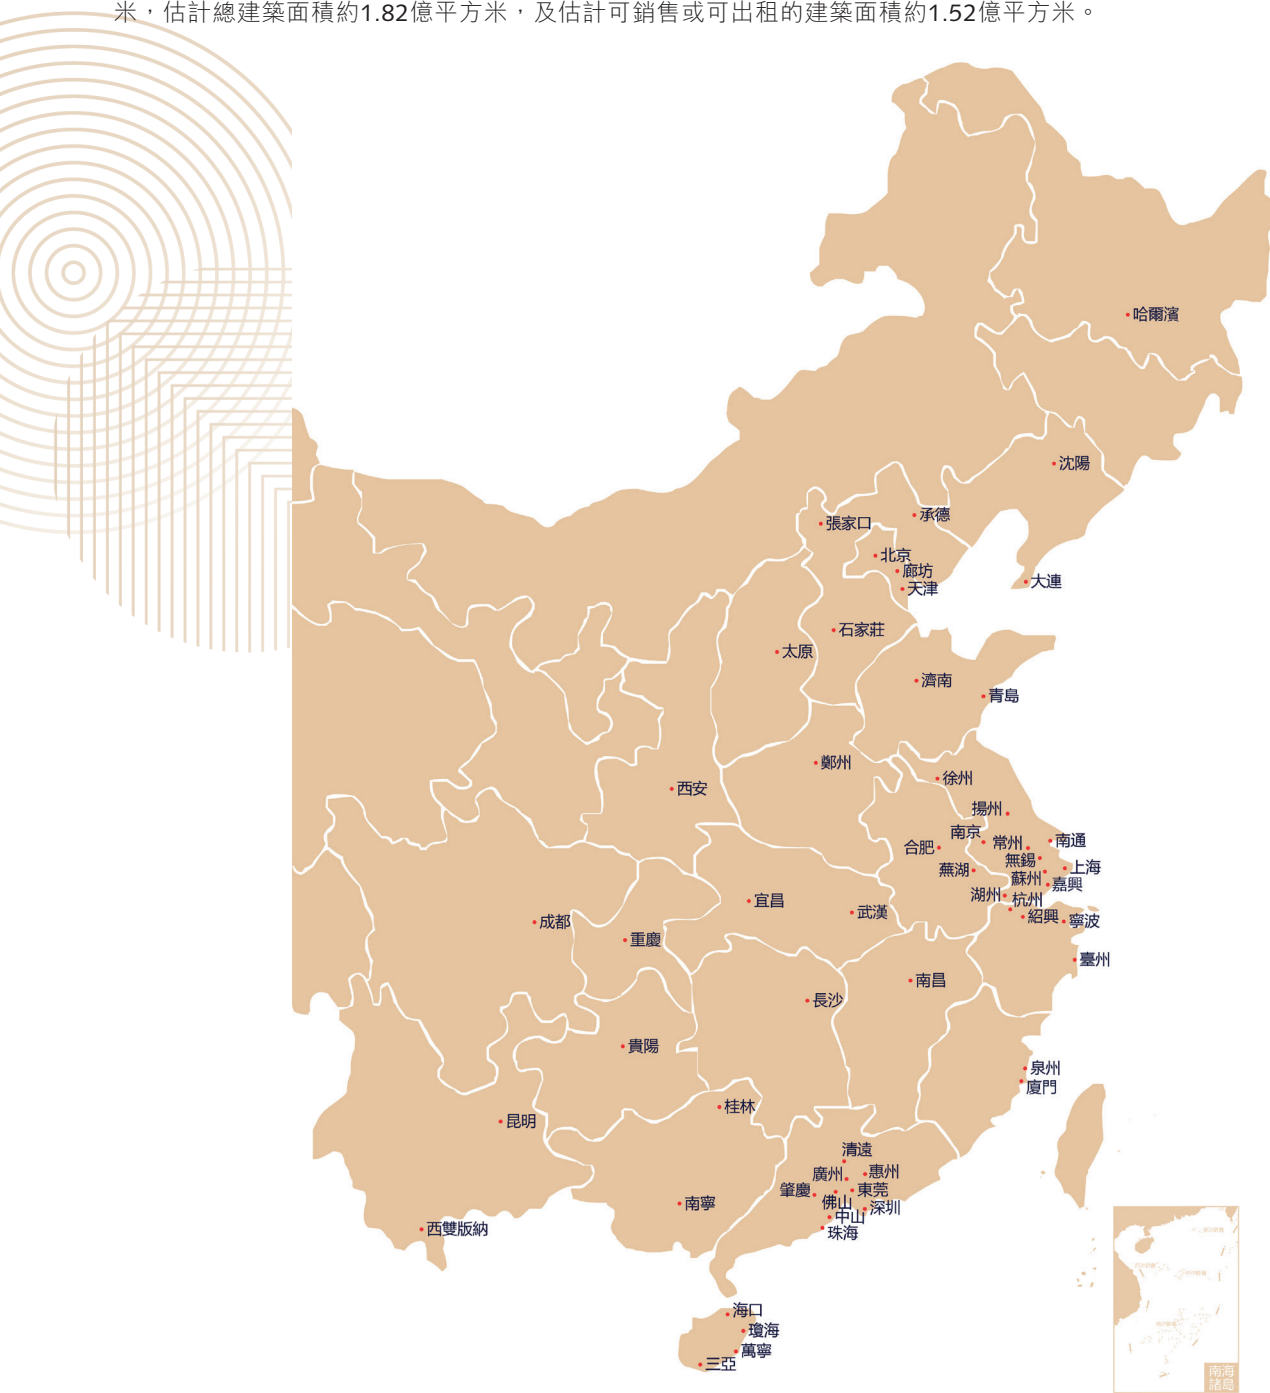 米，估計總建築面積約1.82億平方米，及估計可銷售或可出租的建築面積約1.52億平方米。
哈爾濱
沈陽
承德
張家口
北京
廊坊
大連
天津
石家莊
太原
濟南
青島
鄭州
徐州
西安
揚州
南京
常州
南通
合肥
無錫
上海
蕪湖
蘇州
嘉興
湖州
杭州
宜昌
武漢
紹興
寧波
成都
重慶
臺州
南昌
長沙
貴陽
泉州
廈門
桂林
昆明
清遠
廣州
惠州
肇慶
東莞
佛山
深圳
南寧
中山
西雙版納
珠海
海口
瓊海
萬寧
三亞
南海
諸島